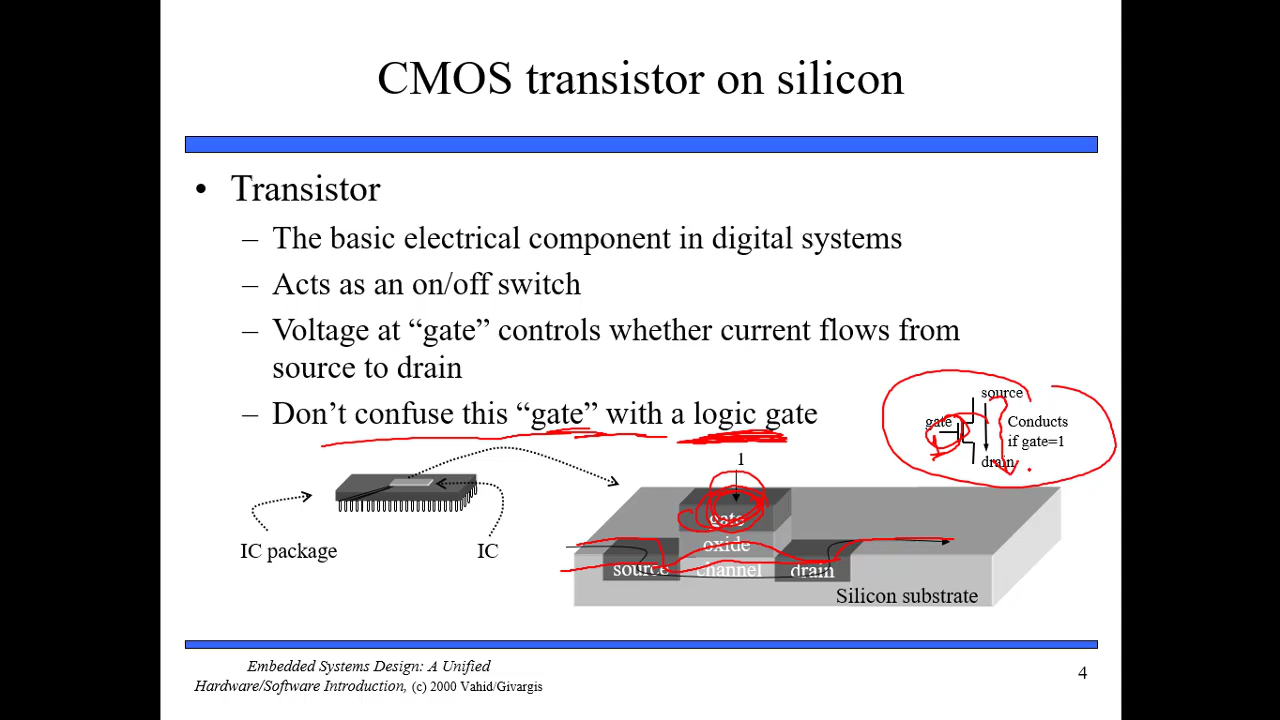 CMOS transistor on silicon
• Transistor
– The basic electrical component in digital systems
– Acts as an on/off switch
– Voltage at “gate” controls whether current flows from
source to drain
– Don’t confuse this “gate” with a logic gate
source
gate
Conducts
if gate=1
drain
1
gate
oxide
IC package
IC
source
channel
drain
Silicon substrate
Embedded Systems Design: A Unified
Hardware/Software Introduction, (c) 2000 Vahid/Givargis
4